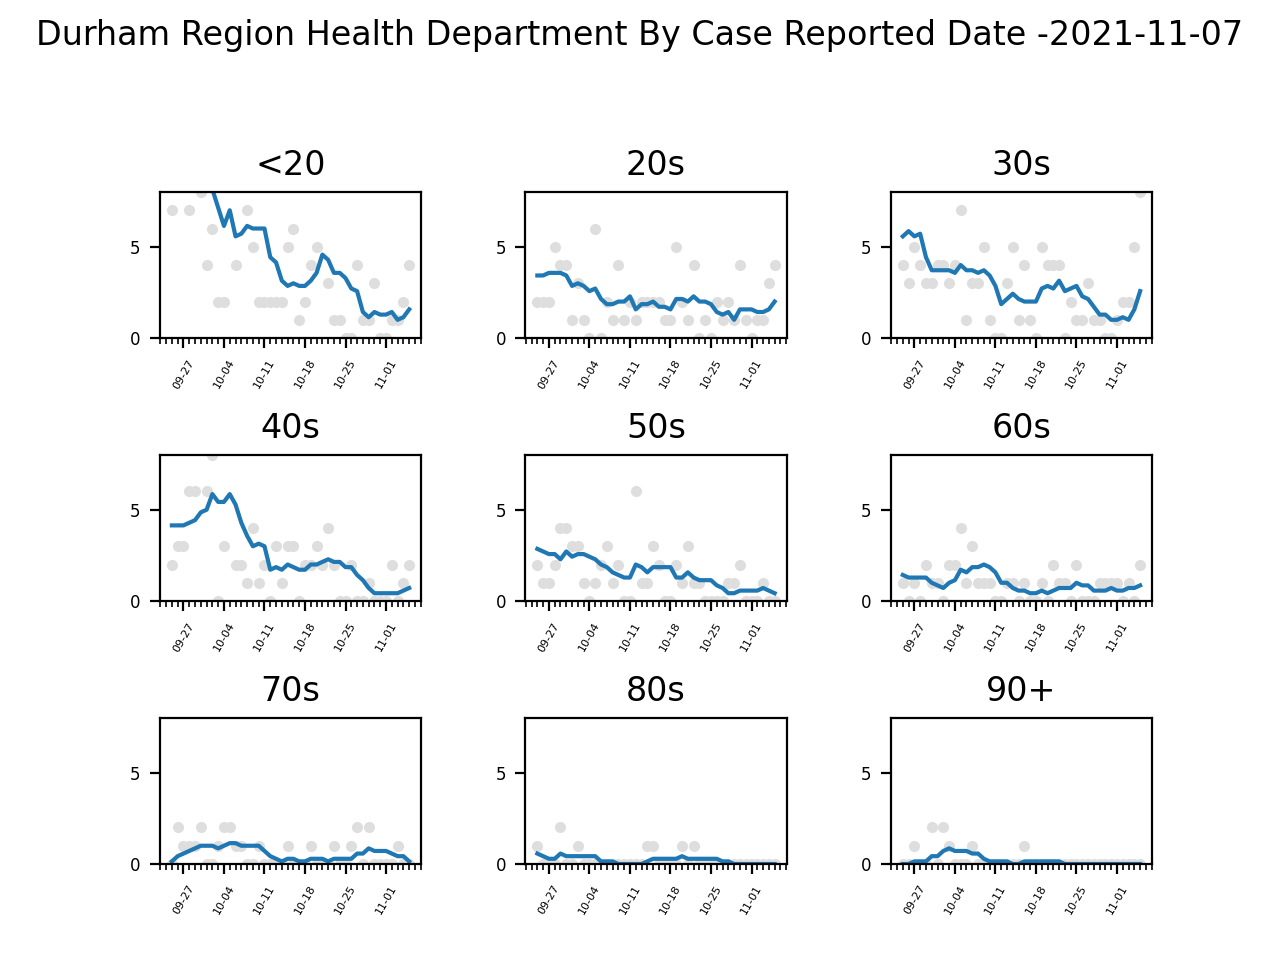 Durham Region Health Department By Case Reported Date -2021-11-07
<20 20s 30s
5 5 5
0 0 0
09-27 10-04 10-11 10-18 10-25 11-01 09-27 10-04 10-11 10-18 10-25 11-01 09-27 10-04 10-11 10-18 10-25 11-01
40s 50s 60s
5 5 5
0 0 0
09-27 10-04 10-11 10-18 10-25 11-01 09-27 10-04 10-11 10-18 10-25 11-01 09-27 10-04 10-11 10-18 10-25 11-01
70s 80s 90+
5 5 5
0 0 0
09-27 10-04 10-11 10-18 10-25 11-01 09-27 10-04 10-11 10-18 10-25 11-01 09-27 10-04 10-11 10-18 10-25 11-01